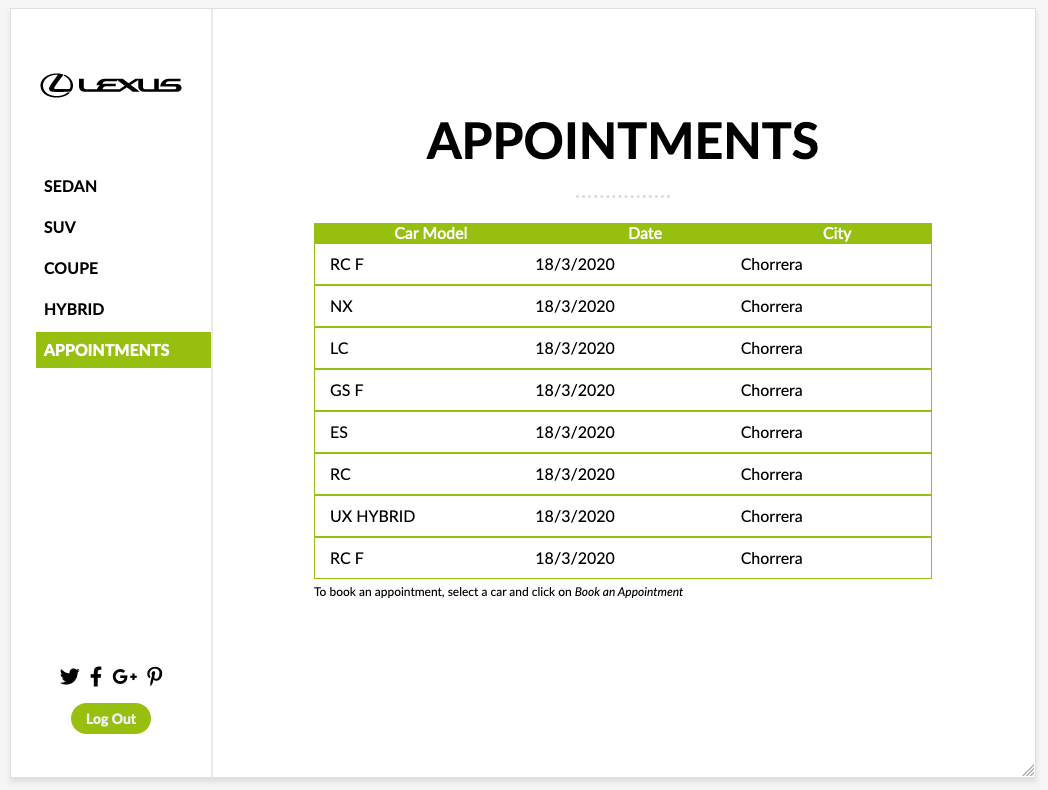 LEXUS
SEDAN
SUV
COUPE
HYBRID
APPOINTMENTS
APPOINTMENTS
Car Model Date City
RC F 18/3/2020 Chorrera
NX 18/3/2020 Chorrera
LC 18/3/2020 Chorrera
GS F 18/3/2020 Chorrera
ES 18/3/2020 Chorrera
RC 18/3/2020 Chorrera
UX HYBRID 18/3/2020 Chorrera
RC F 18/3/2020 Chorrera
To book an appointment, select a car and click on Book an Appointment
G+
Log Out